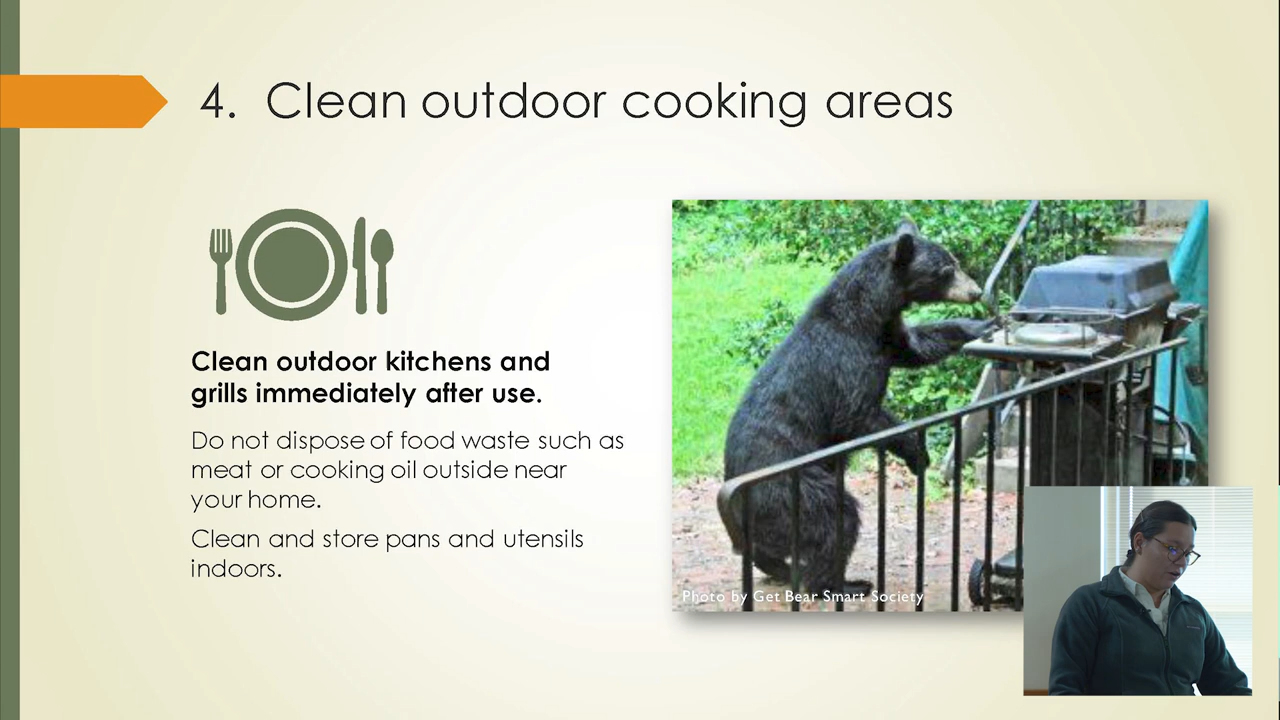 4. Clean outdoor cooking areas
Clean outdoor kitchens and
grills immediately after use.
Do not dispose of food waste such as
meat or cooking oil outside near
your home.
Clean and store pans and utensils
indoors.
Photo by Get Bear Smart Society